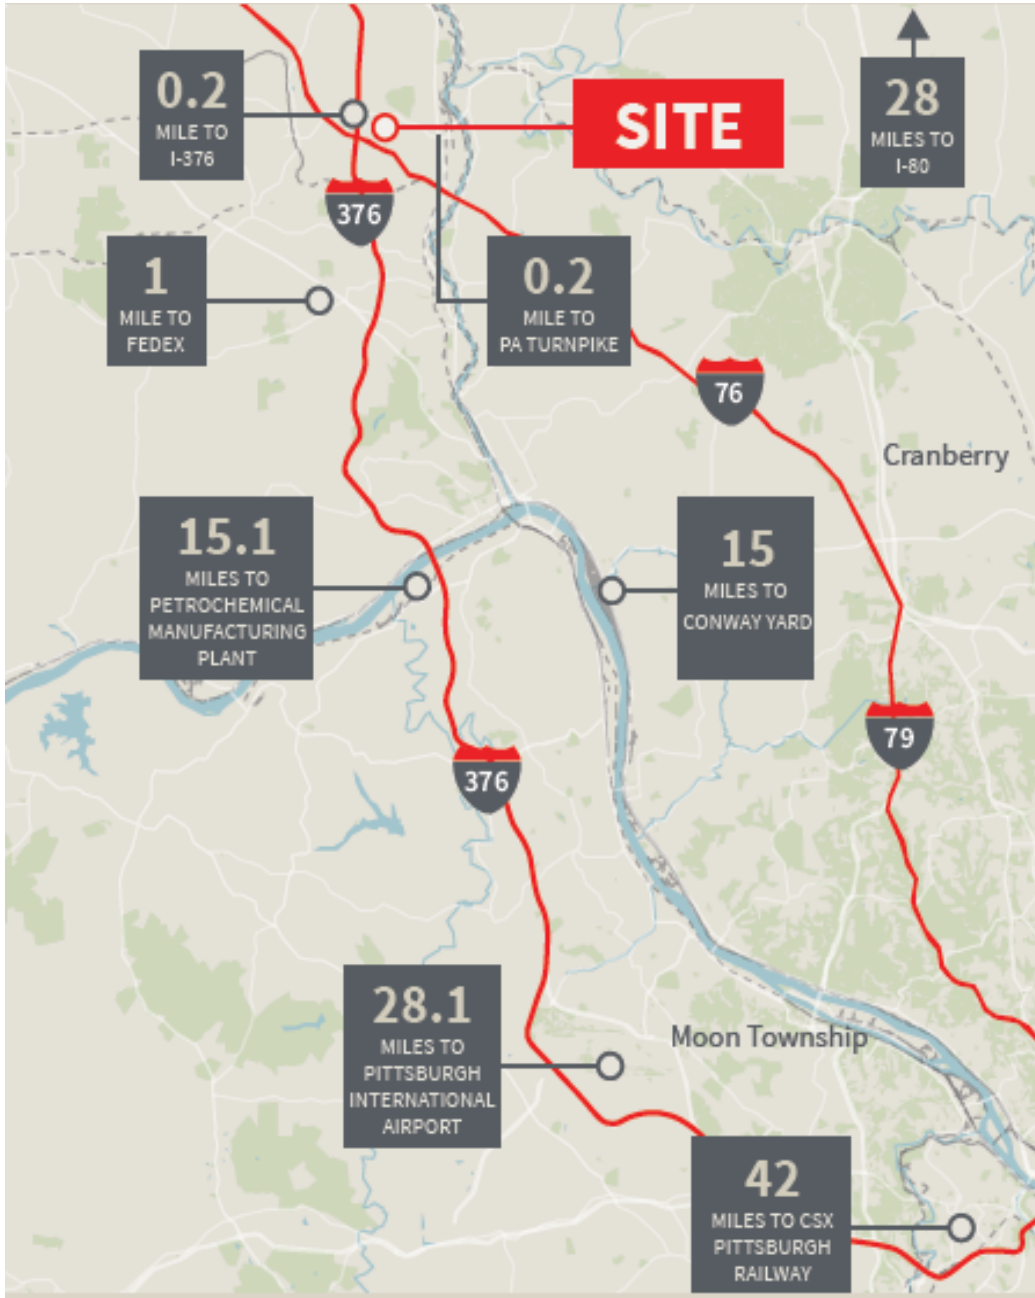 0.2
MILE TO
I-376
SITE
28
MILES TO
I-80
376
1
MILE TO
FEDEX
0.2
MILE TO
PA TURNPIKE
76
Cranberry
15.1
MILES TO
PETROCHEMICAL
MANUFACTURING
PLANT
15
MILES TO
CONWAY YARD
79
376
28.1
MILES TO
PITTSBURGH
INTERNATIONAL
AIRPORT
Moon Township
42
MILES TO CSX
PITTSBURGH
RAILWAY